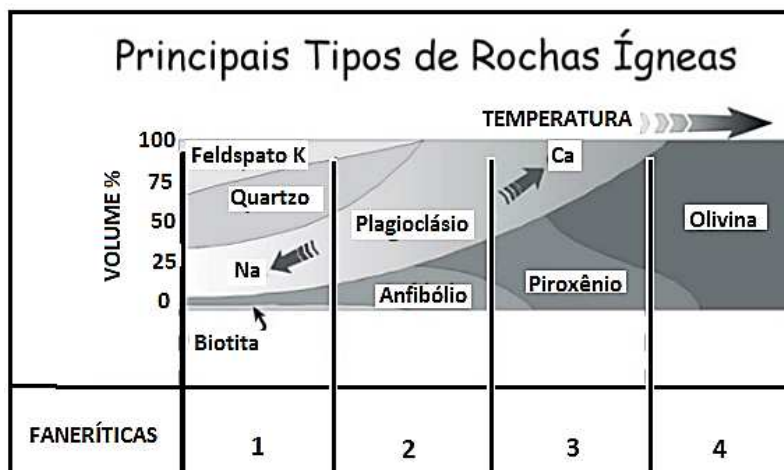 Principais Tipos de Rochas Ígneas
TEMPERATURA
VOLUME %
100
75
50
25
0
Feldspato K
Quartzo
Na
Biotita
Plagioclásio
Anfibólio
Ca
Piroxênio
Olivina
FANERÍTICAS
1
2
3
4